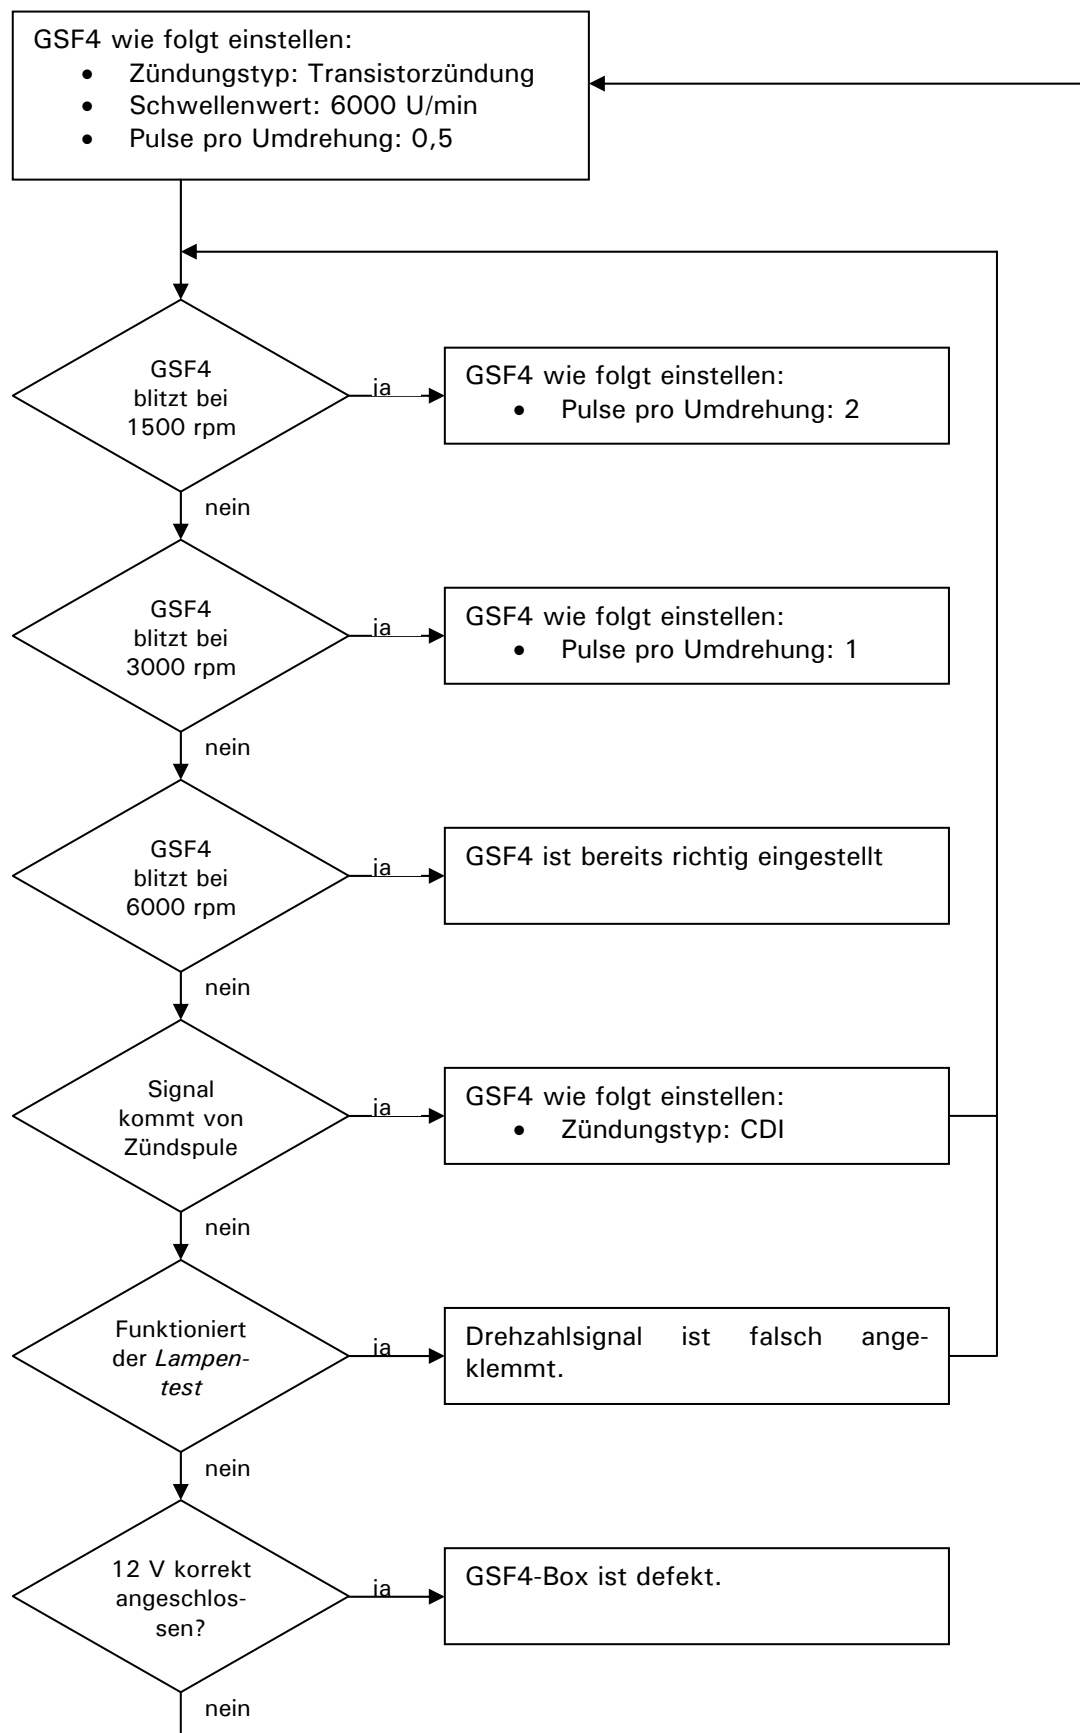 GSF4 wie folgt einstellen:
• Zündungstyp: Transistorzündung
• Schwellenwert: 6000 U/min
• Pulse pro Umdrehung: 0,5
GSF4
blitzt bei
1500 rpm
ja
GSF4 wie folgt einstellen:
• Pulse pro Umdrehung: 2
nein
GSF4
blitzt bei
3000 rpm
ja
GSF4 wie folgt einstellen:
• Pulse pro Umdrehung: 1
nein
GSF4
blitzt bei
6000 rpm
ja
GSF4 ist bereits richtig eingestellt
nein
Signal
kommt von
Zündspule
ja
GSF4 wie folgt einstellen:
• Zündungstyp: CDI
nein
Funktioniert
der Lampen-
test
ja
Drehzahlsignal ist falsch ange-
klemmt.
nein
12 V korrekt
angeschlos-
sen?
ja
GSF4-Box ist defekt.
nein